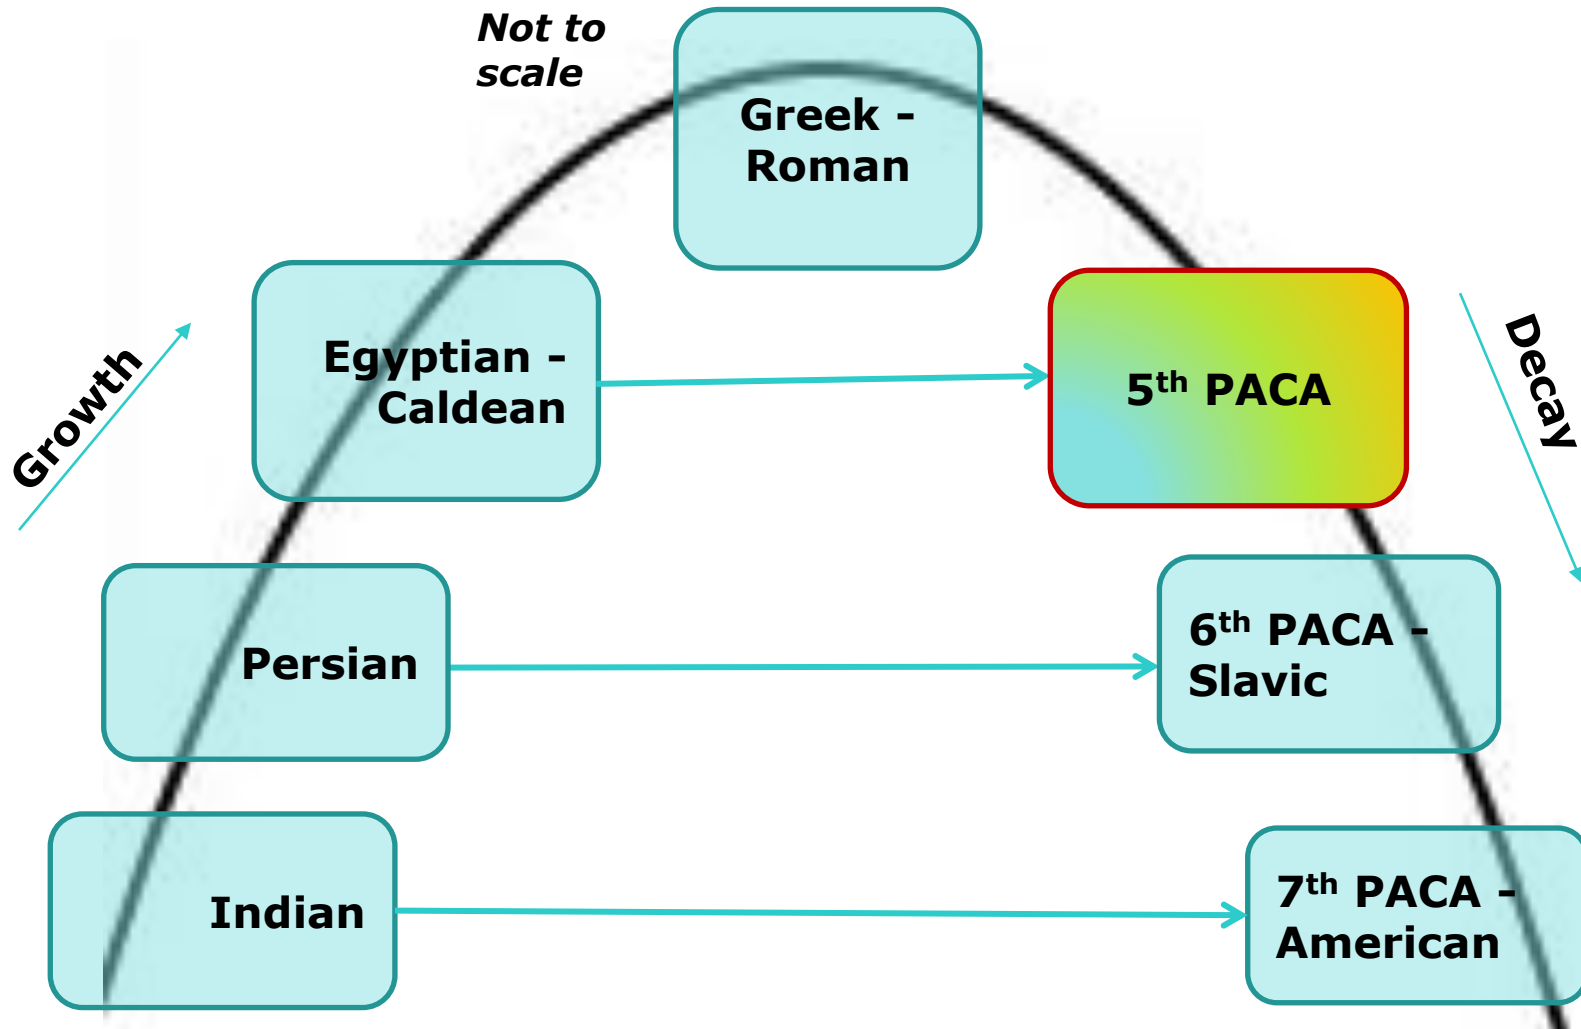 Not to
scale
Greek -
Roman
Growth
Egyptian -
Caldean
5th PACA
Decay
Persian
6th PACA -
Slavic
Indian
7th PACA -
American